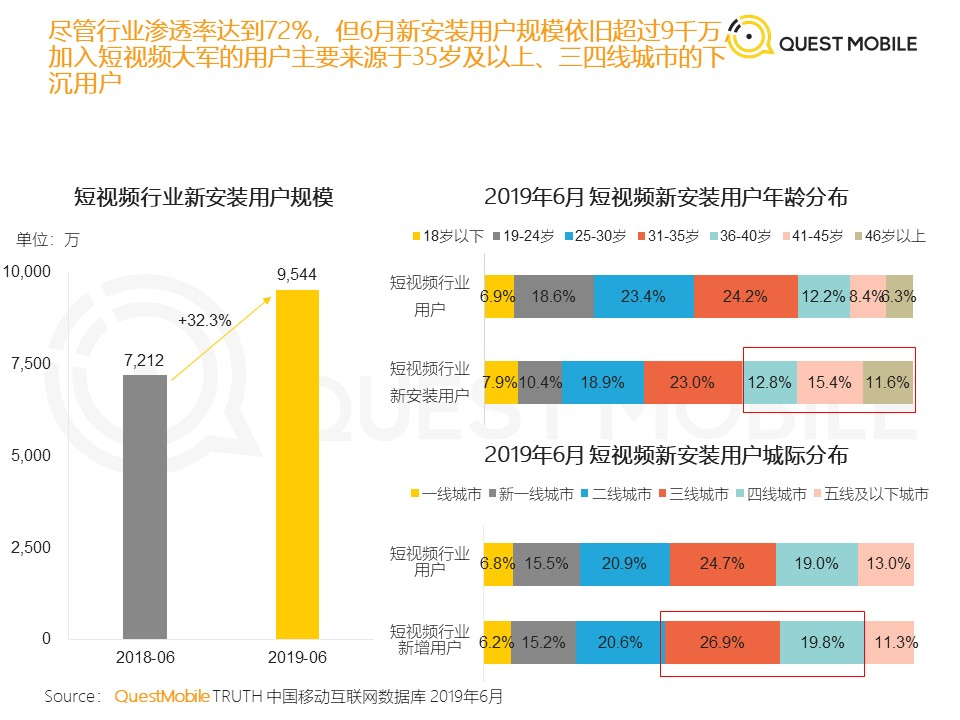 尽管行业渗透率达到72%，但6月新安装用户规模依旧超过9千万，
加入短视频大军的用户主要来源于35岁及以上、三四线城市的下
沉用户
QUEST MOBILE
短视频行业新安装用户规模
单位：万
10,000
7,500
5,000
2,500
0
7,212
+32.3%
9,544
2018-06
2019-06
2019年6月 短视频新安装用户年龄分布
18岁以下 19-24岁 25-30岁 31-35岁 36-40岁 41-45岁 46岁以上
短视频行业
用户
6.9% 18.6% 23.4% 24.2% 12.2% 8.4% 6.3%
短视频行业
新安装用户
7.9% 10.4% 18.9% 23.0% 12.8% 15.4% 11.6%
QUEST MOBILE
2019年6月 短视频新安装用户城际分布
一线城市 新一线城市 二线城市 三线城市 四线城市 五线及以下城市
短视频行业
用户
6.8% 15.5% 20.9% 24.7% 19.0% 13.0%
短视频行业
新增用户
6.2% 15.2% 20.6% 26.9% 19.8% 11.3%
Source： QuestMobile TRUTH 中国移动互联网数据库 2019年6月